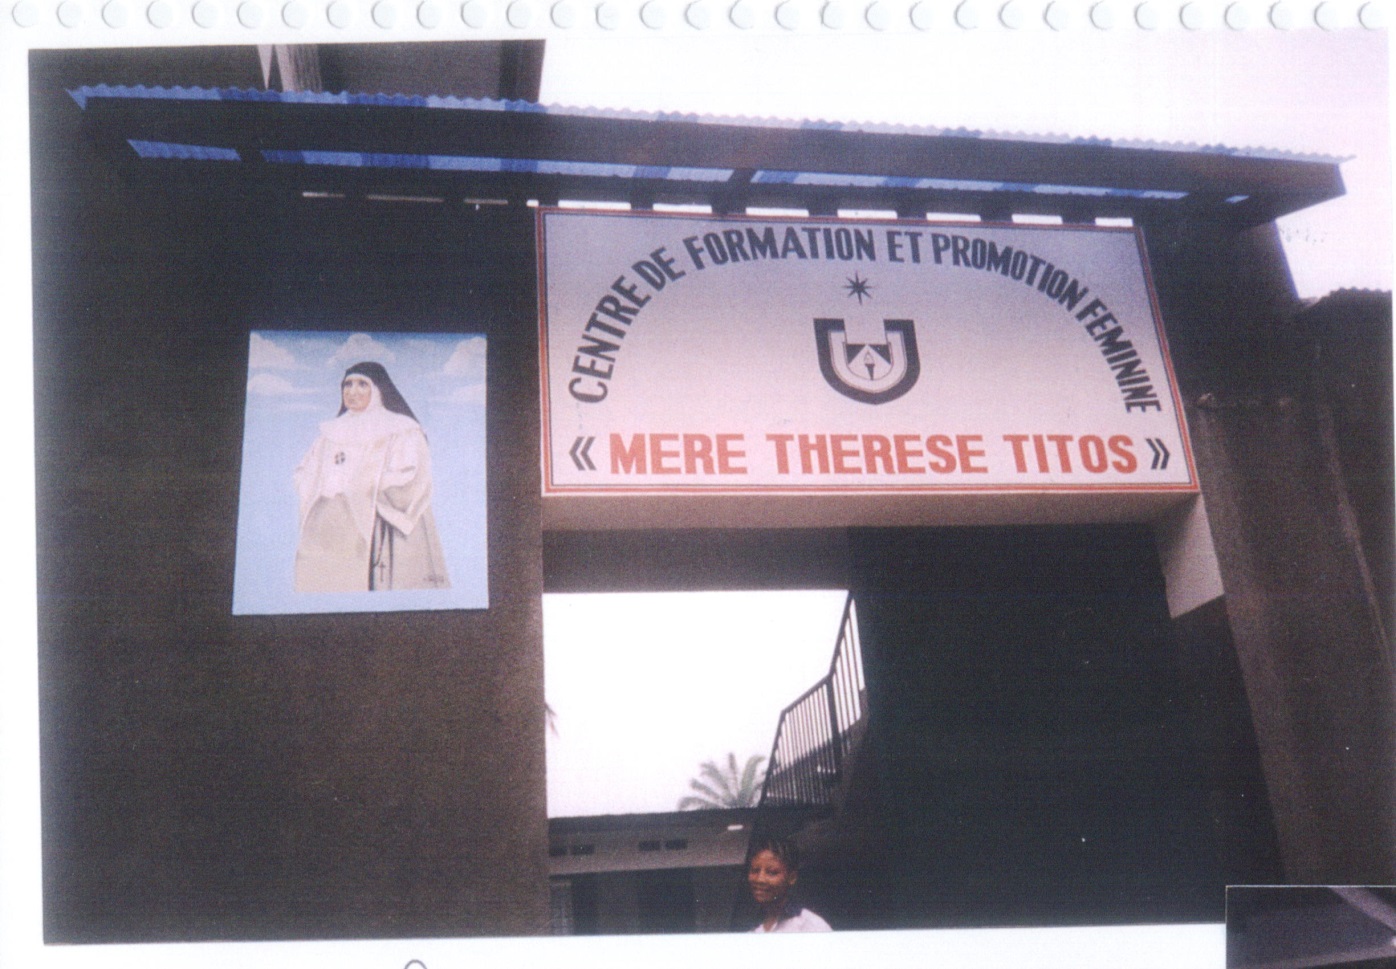 CENTRE DE FORMATION ET PROMOTION FEMININE
« MERE THERESE TITOS »